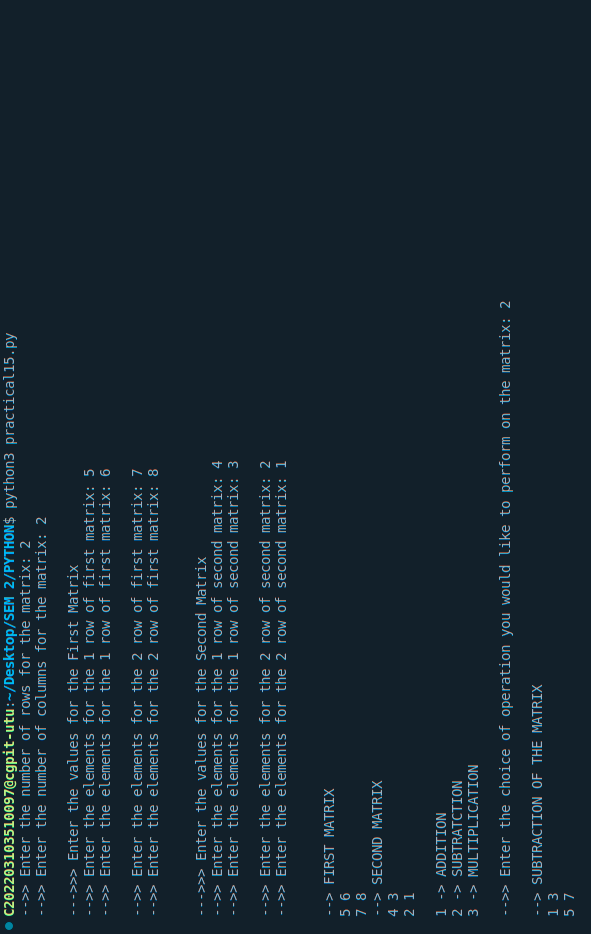 C202203103510097@cgpit-utu:~/Desktop/SEM 2/PYTHON$ python3 practical15.py
-->> Enter the number of rows for the matrix: 2
-->> Enter the number of columns for the matrix: 2
--->>> Enter the values for the First Matrix
-->> Enter the elements for the 1 row of first matrix: 5
-->> Enter the elements for the 1 row of first matrix: 6
-->> Enter the elements for the 2 row of first matrix: 7
-->> Enter the elements for the 2 row of first matrix: 8
--->>> Enter the values for the Second Matrix
-->> Enter the elements for the 1 row of second matrix: 4
-->> Enter the elements for the 1 row of second matrix: 3
-->> Enter the elements for the 2 row of second matrix: 2
-->> Enter the elements for the 2 row of second matrix: 1
--> FIRST MATRIX
5 6
7 8
--> SECOND MATRIX
4 3
2 1
1 -> ADDITION
2 -> SUBTRATCTION
3 -> MULTIPLICATION
-->> Enter the choice of operation you would like to perform on the matrix: 2
--> SUBTRACTION OF THE MATRIX
1 3
5 7